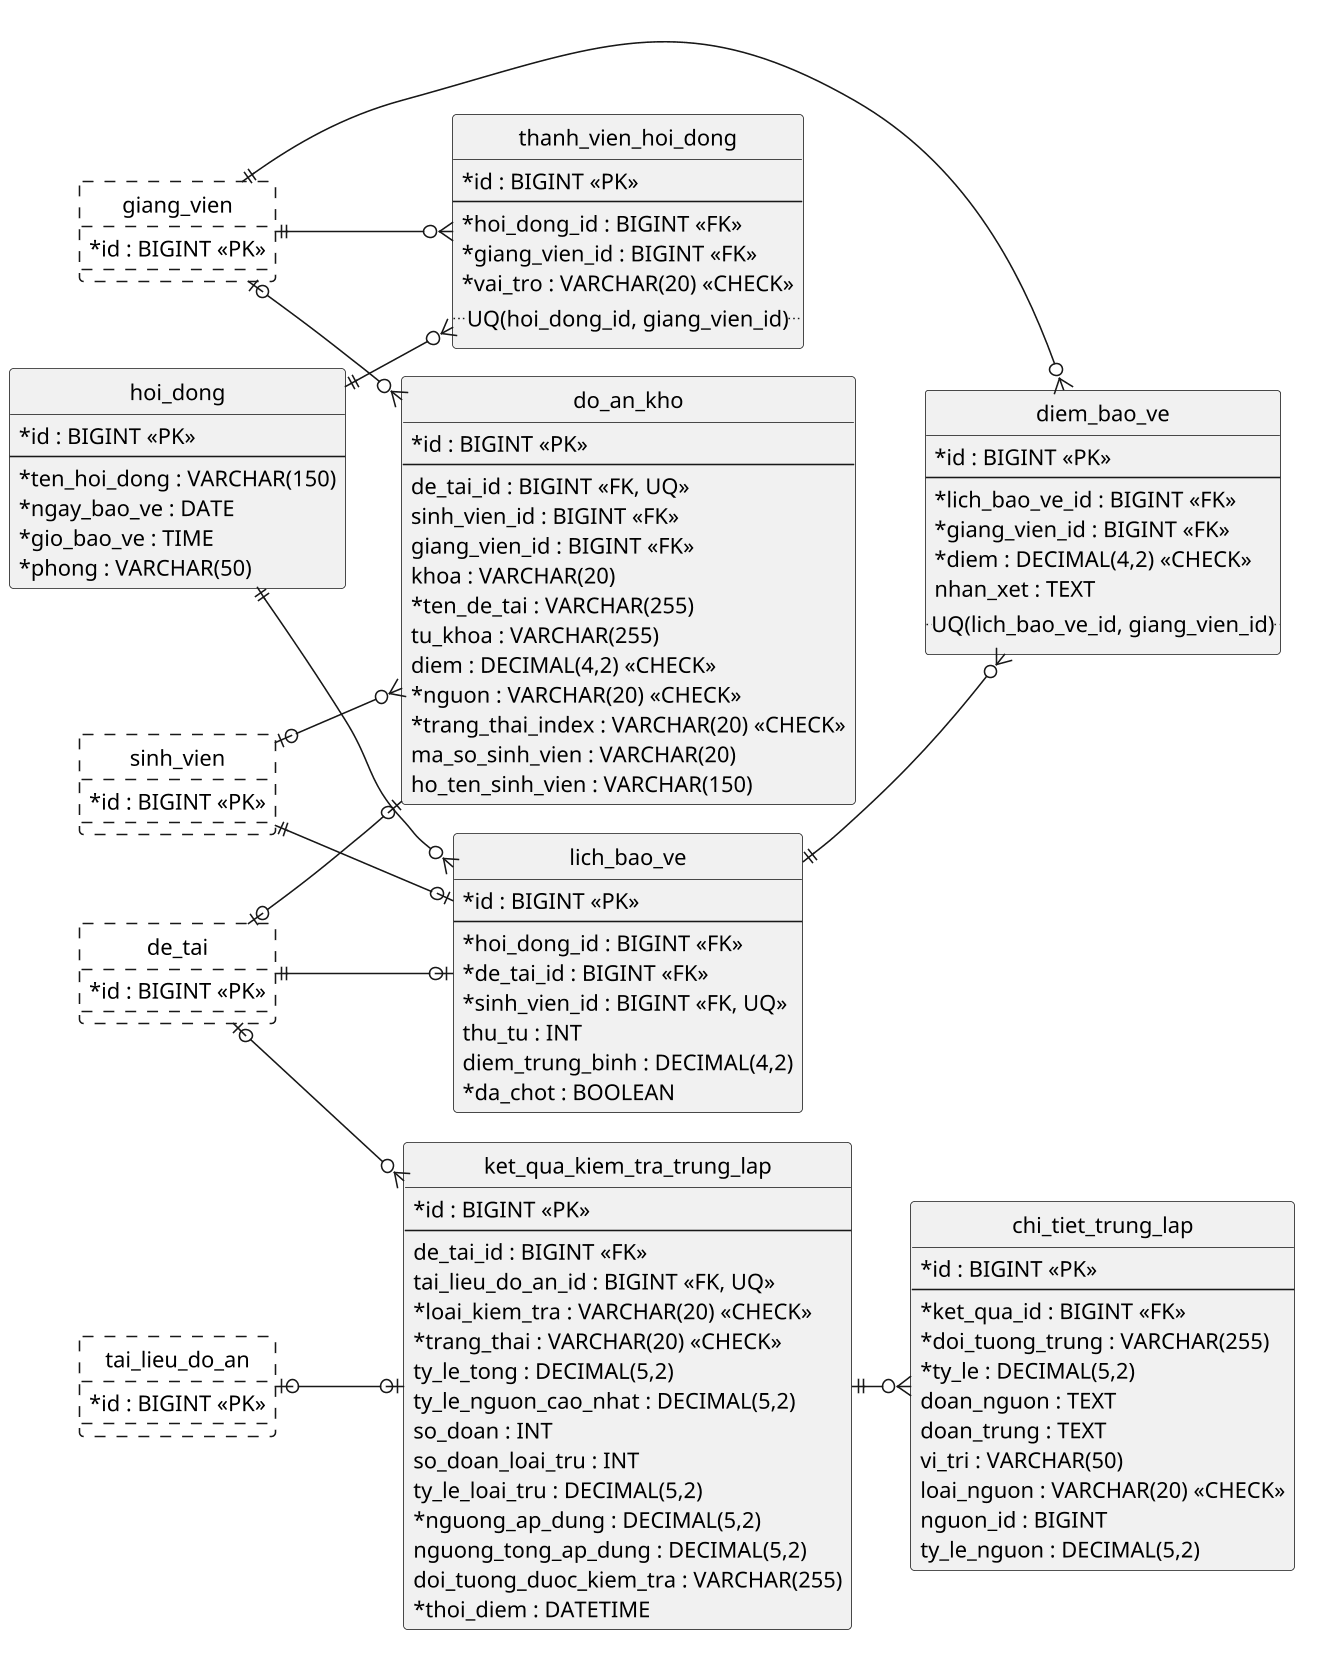 thanh_vien_hoi_dong
*id : BIGINT «PK»
*hoi_dong_id : BIGINT «FK»
*giang_vien_id : BIGINT «FK»
*vai_tro : VARCHAR(20) «CHECK»
UQ(hoi_dong_id, giang_vien_id)
giang_vien
*id : BIGINT «PK»
hoi_dong
*id : BIGINT «PK»
*ten_hoi_dong : VARCHAR(150)
*ngay_bao_ve : DATE
*gio_bao_ve : TIME
*phong : VARCHAR(50)
do_an_kho
*id : BIGINT «PK»
de_tai_id : BIGINT «FK, UQ»
sinh_vien_id : BIGINT «FK»
giang_vien_id : BIGINT «FK»
khoa : VARCHAR(20)
*ten_de_tai : VARCHAR(255)
tu_khoa : VARCHAR(255)
diem : DECIMAL(4,2) «CHECK»
*nguon : VARCHAR(20) «CHECK»
*trang_thai_index : VARCHAR(20) «CHECK»
ma_so_sinh_vien : VARCHAR(20)
ho_ten_sinh_vien : VARCHAR(150)
diem_bao_ve
*id : BIGINT «PK»
*lich_bao_ve_id : BIGINT «FK»
*giang_vien_id : BIGINT «FK»
*diem : DECIMAL(4,2) «CHECK»
nhan_xet : TEXT
UQ(lich_bao_ve_id, giang_vien_id)
sinh_vien
*id : BIGINT «PK»
de_tai
*id : BIGINT «PK»
lich_bao_ve
*id : BIGINT «PK»
*hoi_dong_id : BIGINT «FK»
*de_tai_id : BIGINT «FK»
*sinh_vien_id : BIGINT «FK, UQ»
thu_tu : INT
diem_trung_binh : DECIMAL(4,2)
*da_chot : BOOLEAN
ket_qua_kiem_tra_trung_lap
*id : BIGINT «PK»
de_tai_id : BIGINT «FK»
tai_lieu_do_an_id : BIGINT «FK, UQ»
*loai_kiem_tra : VARCHAR(20) «CHECK»
*trang_thai : VARCHAR(20) «CHECK»
ty_le_tong : DECIMAL(5,2)
ty_le_nguon_cao_nhat : DECIMAL(5,2)
so_doan : INT
so_doan_loai_tru : INT
ty_le_loai_tru : DECIMAL(5,2)
*nguong_ap_dung : DECIMAL(5,2)
nguong_tong_ap_dung : DECIMAL(5,2)
doi_tuong_duoc_kiem_tra : VARCHAR(255)
*thoi_diem : DATETIME
tai_lieu_do_an
*id : BIGINT «PK»
chi_tiet_trung_lap
*id : BIGINT «PK»
*ket_qua_id : BIGINT «FK»
*doi_tuong_trung : VARCHAR(255)
*ty_le : DECIMAL(5,2)
doan_nguon : TEXT
doan_trung : TEXT
vi_tri : VARCHAR(50)
loai_nguon : VARCHAR(20) «CHECK»
nguon_id : BIGINT
ty_le_nguon : DECIMAL(5,2)